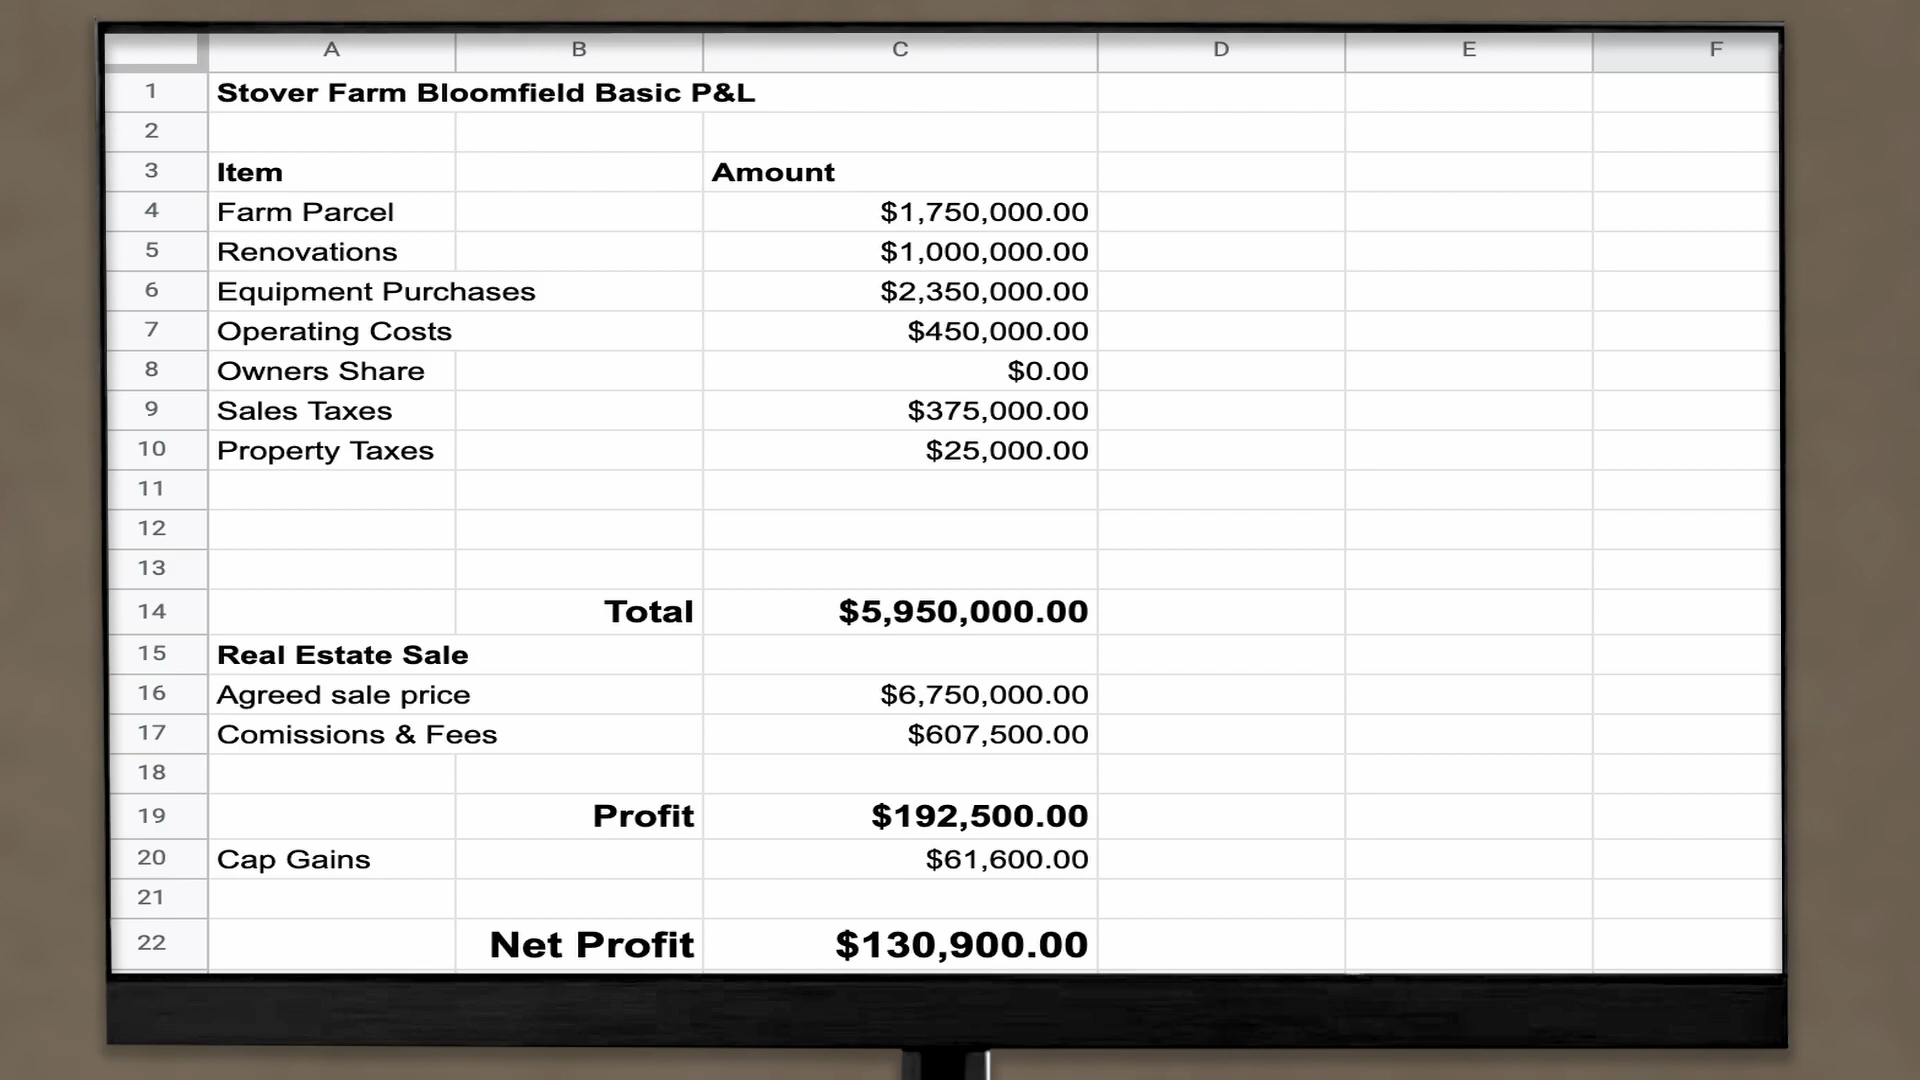 A B C D E F
1 Stover Farm Bloomfield Basic P&L
2
3 Item Amount
4 Farm Parcel $1,750,000.00
5 Renovations $1,000,000.00
6 Equipment Purchases $2,350,000.00
7 Operating Costs $450,000.00
8 Owners Share $0.00
9 Sales Taxes $375,000.00
10 Property Taxes $25,000.00
11
12
13
14 Total $5,950,000.00
15 Real Estate Sale
16 Agreed sale price $6,750,000.00
17 Comissions & Fees $607,500.00
18
19 Profit $192,500.00
20 Cap Gains $61,600.00
21
22 Net Profit $130,900.00